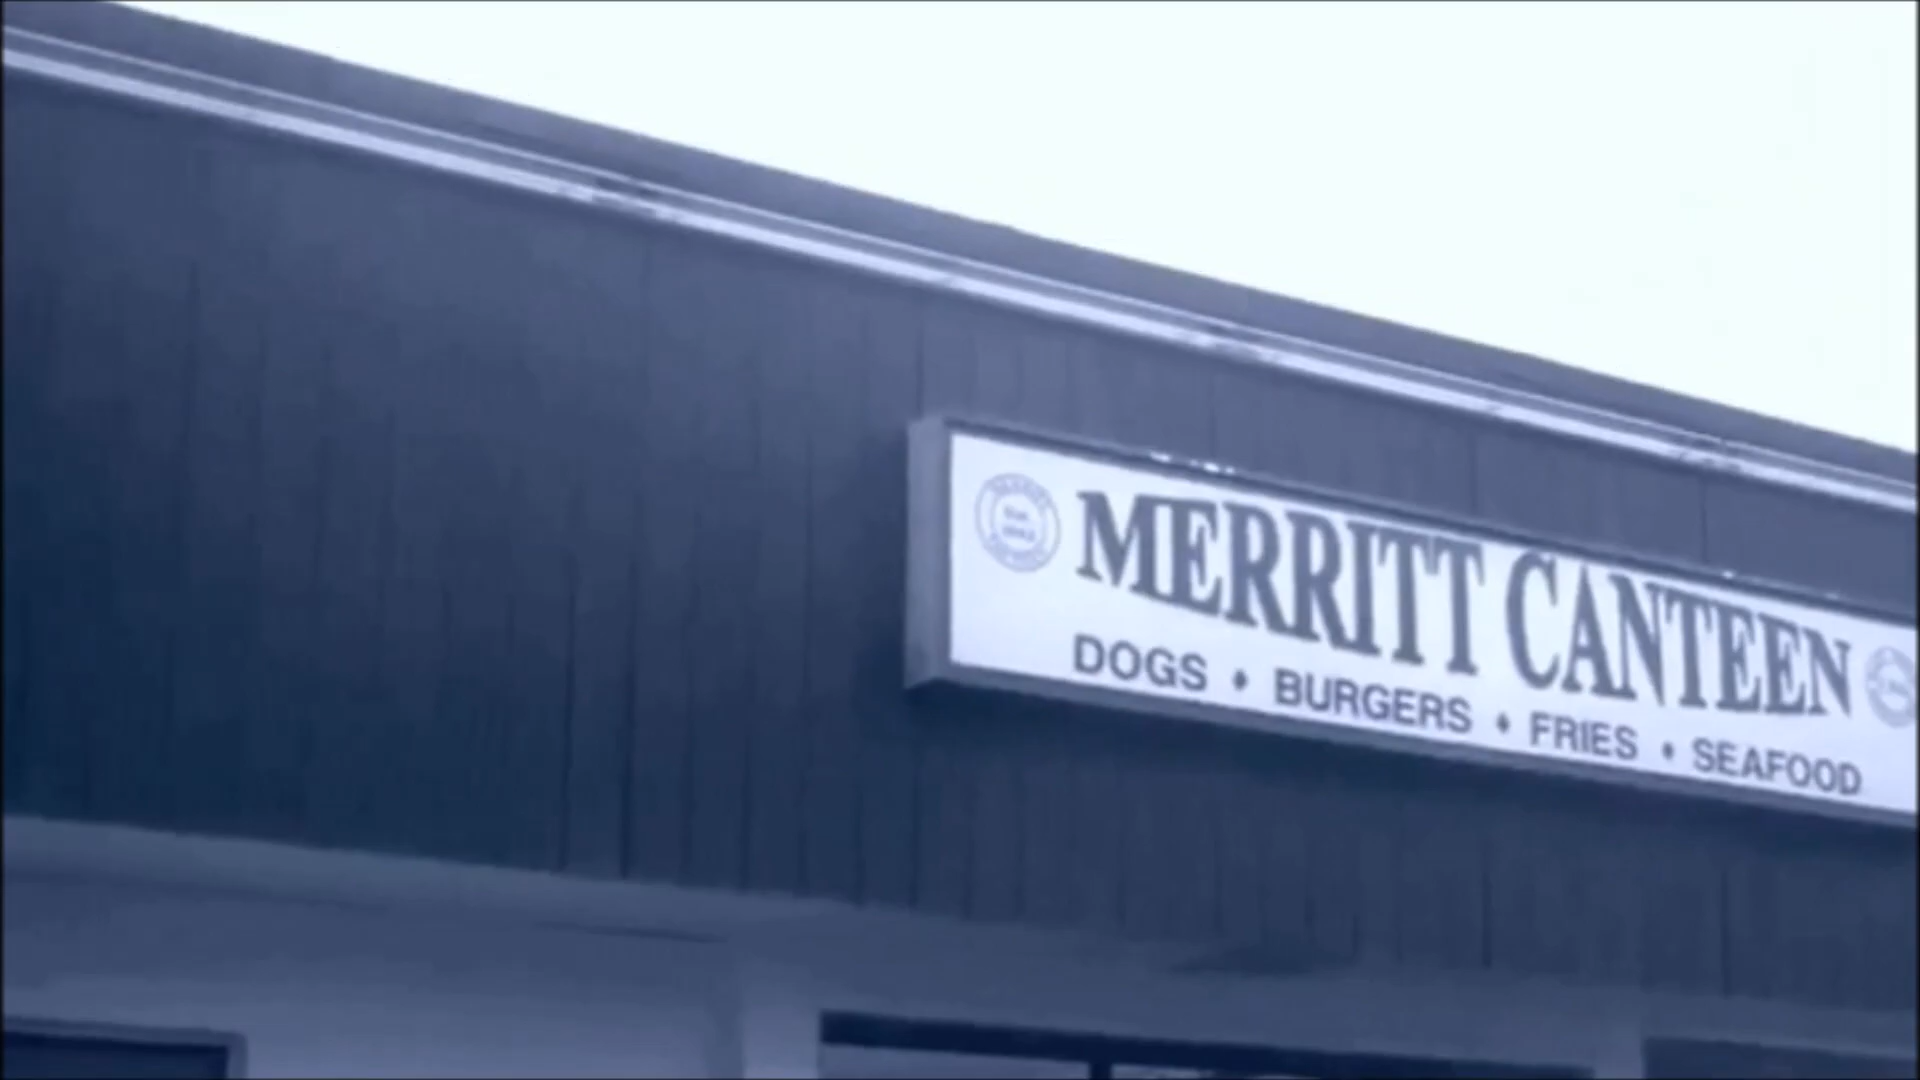 MERRITT CANTEEN
DOGS • BURGERS • FRIES • SEAFOOD